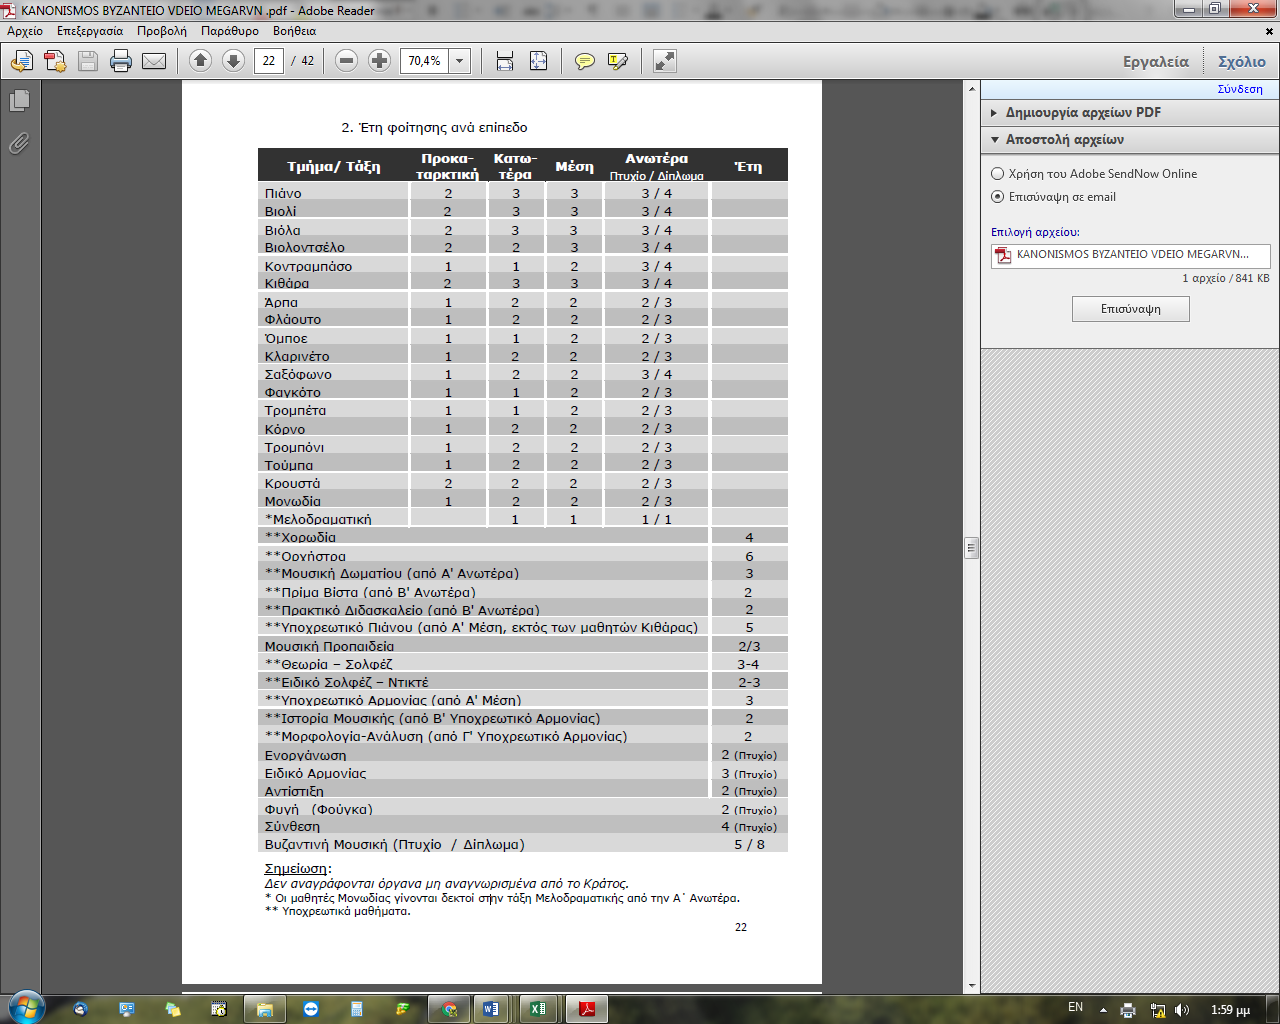 KANONISMOS BYZANTEIO VDEIO MEGARVN .pdf - Adobe Reader
Αρχείο Επεξεργασία Προβολή Παράθυρο Βοήθεια
22 / 42 70,4% Εργαλεία Σχόλιο
Σύνδεση
Δημιουργία αρχείων PDF
Αποστολή αρχείων
Χρήση του Adobe SendNow Online
Επισύναψη σε email
Επιλογή αρχείου:
KANONISMOS BYZANTEIO VDEIO MEGARVN...
1 αρχείο / 841 KB
Επισύναψη
2. Έτη φοίτησης ανά επίπεδο
Τμήμα/ Τάξη Προκα-ταρκτική Κατω-τέρα Μέση Ανωτέρα Πτυχίο / Δίπλωμα Έτη
Πιάνο 2 3 3 3 / 4
Βιολί 2 3 3 3 / 4
Βιόλα 2 3 3 3 / 4
Βιολοντσέλο 2 2 3 3 / 4
Κοντραμπάσο 1 1 2 3 / 4
Κιθάρα 2 3 3 3 / 4
Άρπα 1 2 2 2 / 3
Φλάουτο 1 2 2 2 / 3
Όμποε 1 1 2 2 / 3
Κλαρινέτο 1 2 2 2 / 3
Σαξόφωνο 1 2 2 3 / 4
Φαγκότο 1 1 2 2 / 3
Τρομπέτα 1 1 2 2 / 3
Κόρνο 1 2 2 2 / 3
Τρομπόνι 1 2 2 2 / 3
Τούμπα 1 2 2 2 / 3
Κρουστά 2 2 2 2 / 3
Μονωδία 1 2 2 2 / 3
*Μελοδραματική 1 1 1 / 1
**Χορωδία 4
**Ορχήστρα 6
**Μουσική Δωματίου (από Α' Ανωτέρα) 3
**Πρίμα Βίστα (από Β' Ανωτέρα) 2
**Πρακτικό Διδασκαλείο (από Β' Ανωτέρα) 2
**Υποχρεωτικό Πιάνου (από Α' Μέση, εκτός των μαθητών Κιθάρας) 5
Μουσική Προπαιδεία 2/3
**Θεωρία – Σολφέζ 3-4
**Ειδικό Σολφέζ – Ντικτέ 2-3
**Υποχρεωτικό Αρμονίας (από Α' Μέση) 3
**Ιστορία Μουσικής (από Β' Υποχρεωτικό Αρμονίας) 2
**Μορφολογία-Ανάλυση (από Γ' Υποχρεωτικό Αρμονίας) 2
Ενοργάνωση 2 (Πτυχίο)
Ειδικό Αρμονίας 3 (Πτυχίο)
Αντίστιξη 2 (Πτυχίο)
Φυγή (Φούγκα) 2 (Πτυχίο)
Σύνθεση 4 (Πτυχίο)
Βυζαντινή Μουσική (Πτυχίο / Δίπλωμα) 5 / 8
Σημείωση:
Δεν αναγράφονται όργανα μη αναγνωρισμένα από το Κράτος.
* Οι μαθητές Μονωδίας γίνονται δεκτοί στην τάξη Μελοδραματικής από την Α΄ Ανωτέρα.
** Υποχρεωτικά μαθήματα.
22
EN 1:59 μμ